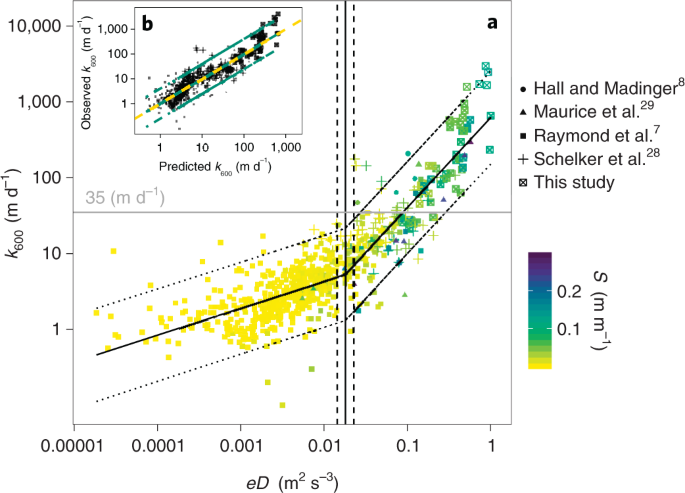 a
10,000
1,000
100
10
1
k600 (m d–1)
35 (m d–1)
0.00001
0.0001
0.001
0.01
0.1
1
eD (m2 s–3)
b
Observed k600 (m d–1)
1,000
100
10
1
1
10
100
1,000
Predicted k600 (m d–1)
Hall and Madinger8
Maurice et al.29
Raymond et al.7
Schelker et al.28
This study
0.2
0.1
S (m m–1)